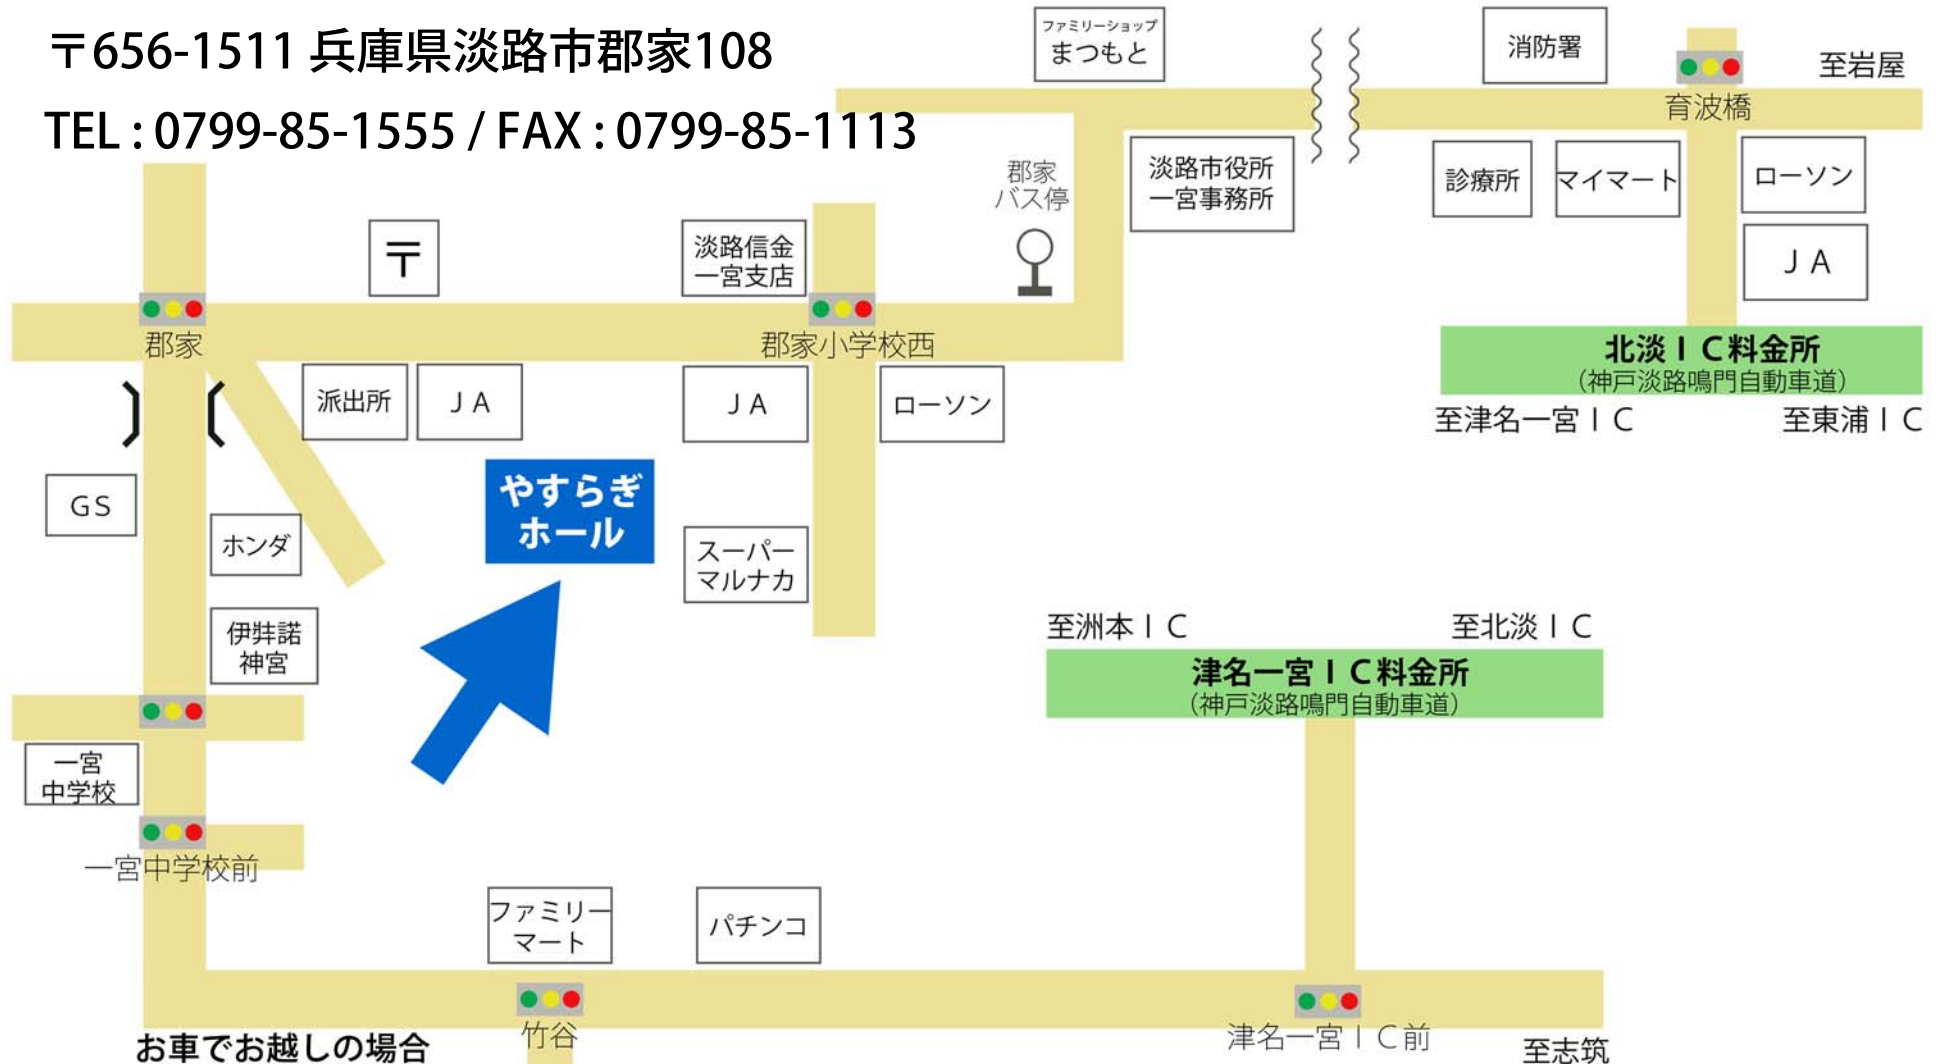 〒656-1511 兵庫県淡路市郡家108
TEL : 0799-85-1555 / FAX : 0799-85-1113
ファミリーショップ
まつもと
消防署
至岩屋
育波橋
郡家
バス停
淡路市役所
一宮事務所
診療所
マイマート
ローソン
JA
〒
淡路信金
一宮支店
郡家
郡家小学校西
北淡IC料金所
(神戸淡路鳴門自動車道)
至津名一宮IC
至東浦IC
派出所
JA
JA
ローソン
GS
ホンダ
やすらぎ
ホール
スーパー
マルナカ
伊弉諾
神宮
至洲本IC
至北淡IC
津名一宮IC料金所
(神戸淡路鳴門自動車道)
一宮
中学校
一宮中学校前
ファミリー
マート
パチンコ
竹谷
津名一宮IC前
至志筑
お車でお越しの場合